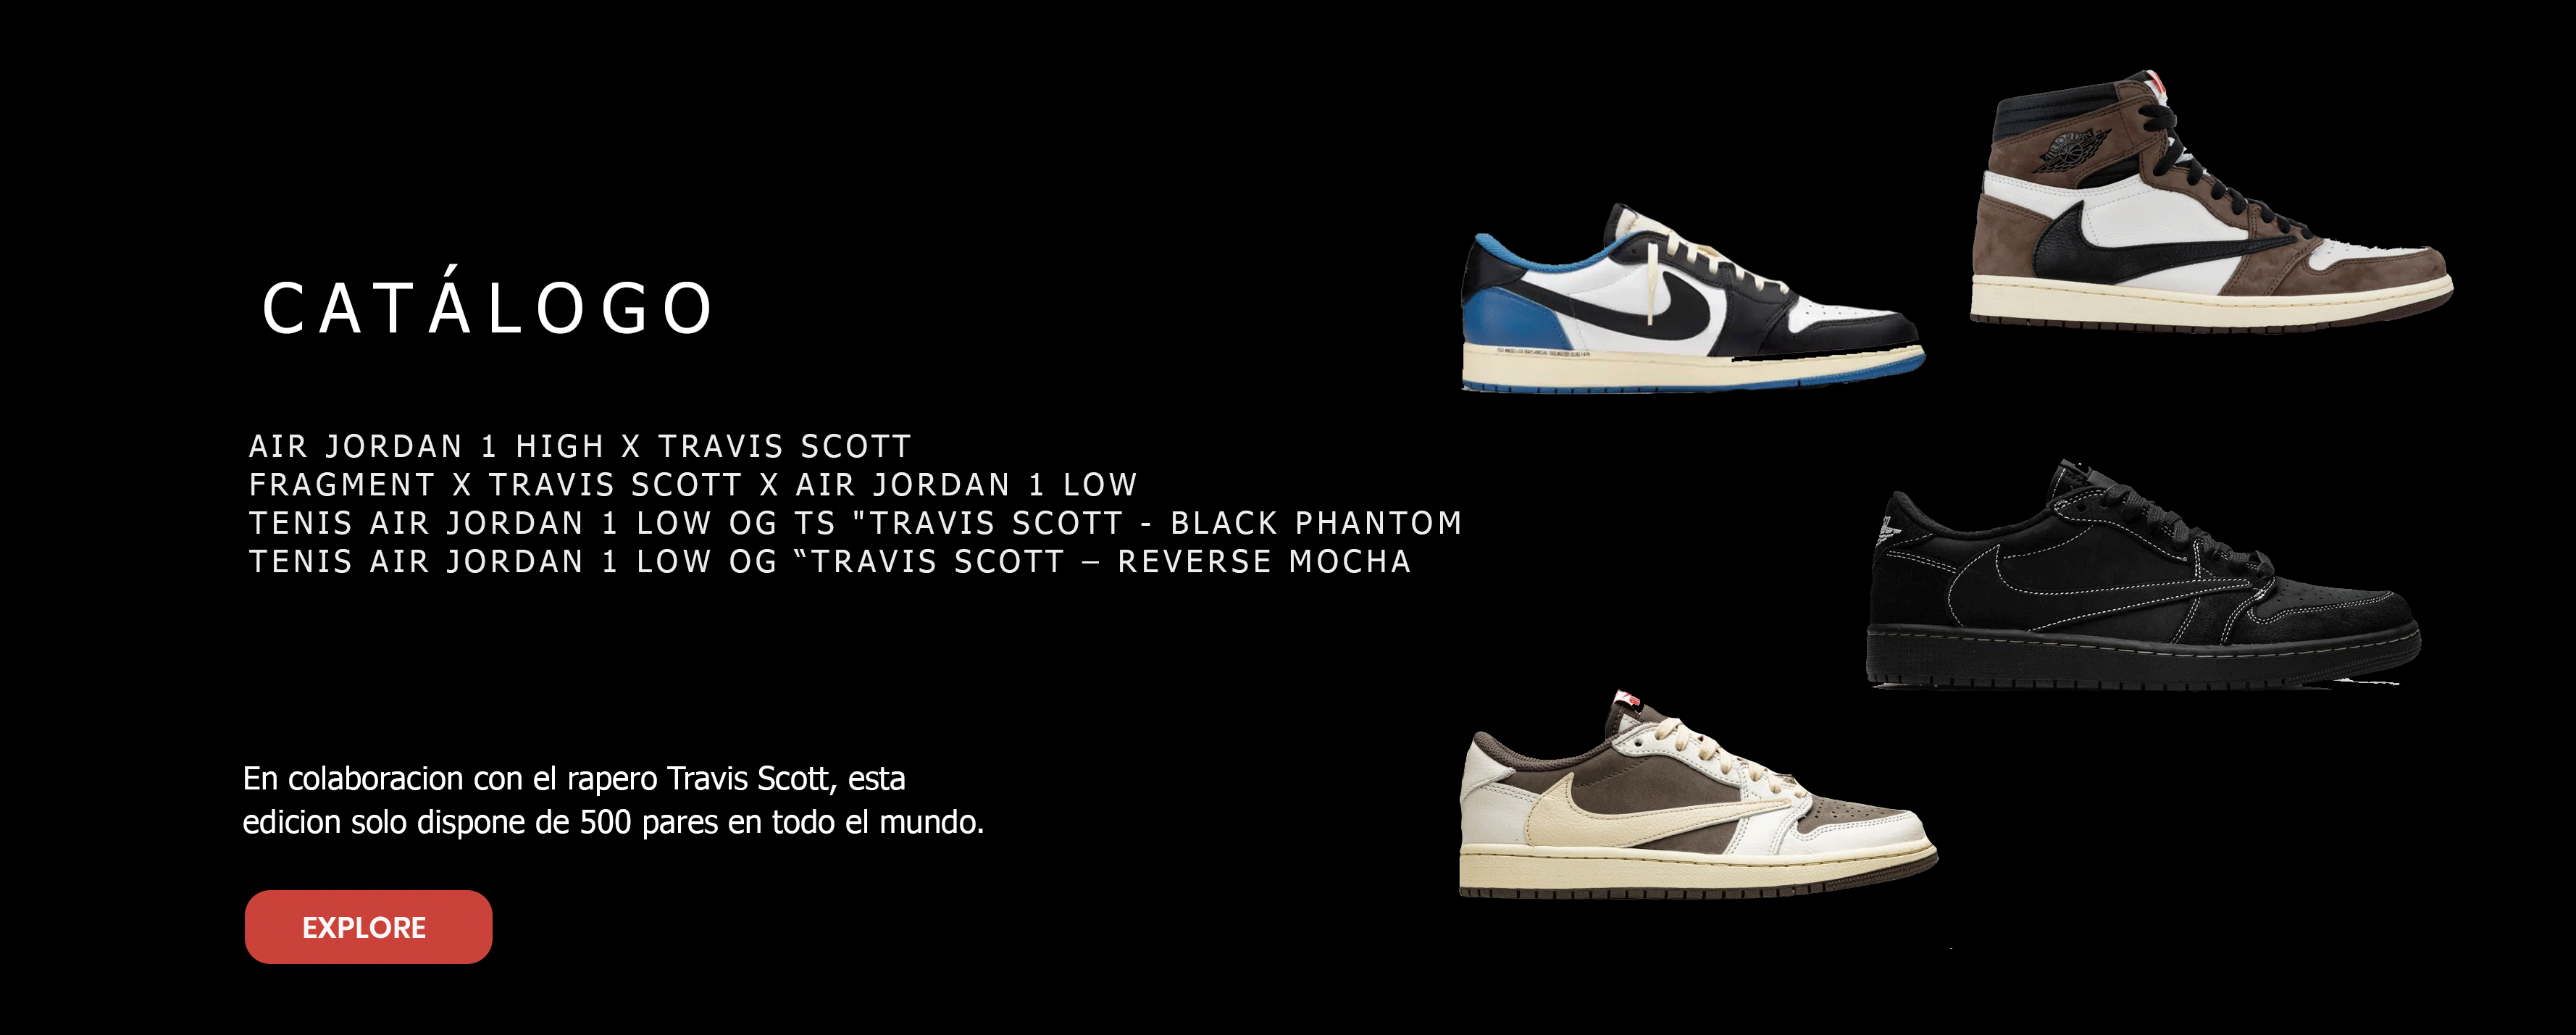 CATÁLOGO
AIR JORDAN 1 HIGH X TRAVIS SCOTT
FRAGMENT X TRAVIS SCOTT X AIR JORDAN 1 LOW
TENIS AIR JORDAN 1 LOW OG TS "TRAVIS SCOTT - BLACK PHANTOM
TENIS AIR JORDAN 1 LOW OG “TRAVIS SCOTT – REVERSE MOCHA
En colaboracion con el rapero Travis Scott, esta
edicion solo dispone de 500 pares en todo el mundo.
EXPLORE